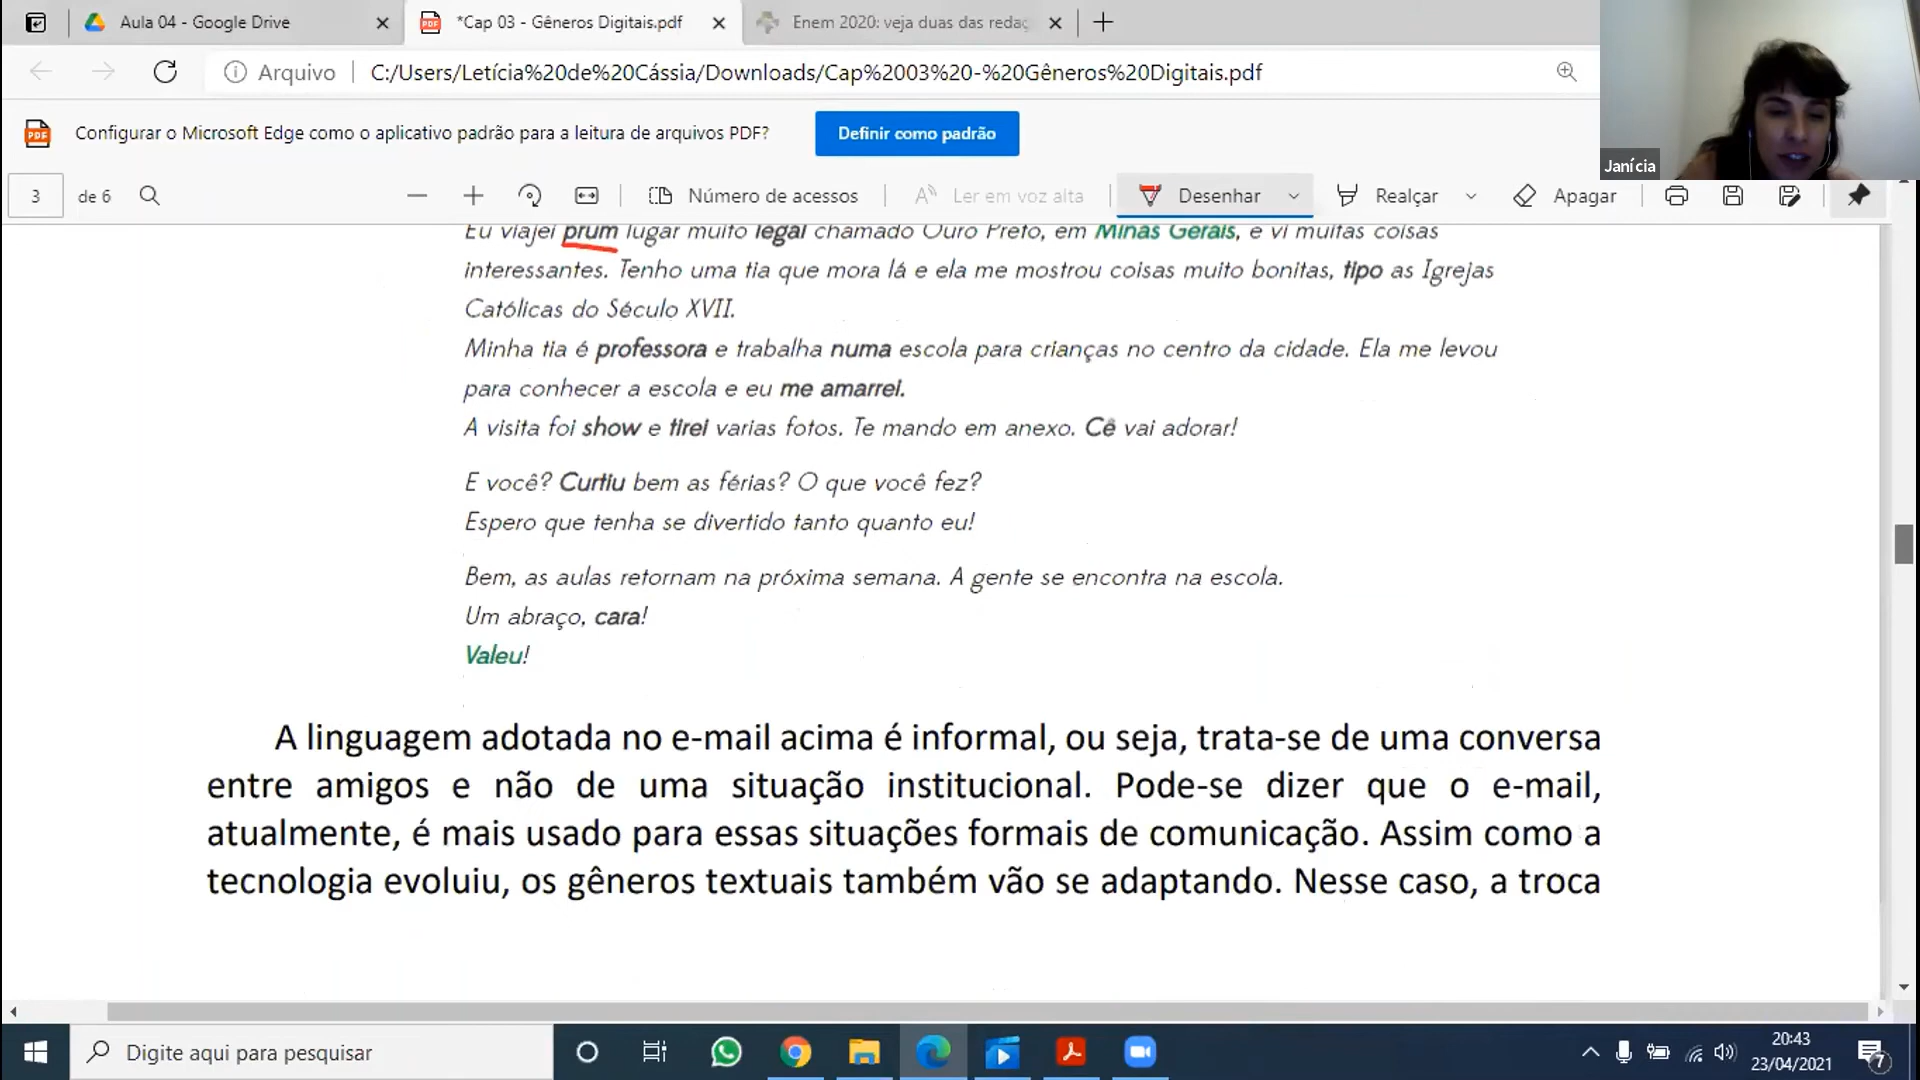 Aula 04 - Google Drive
*Cap 03 - Gêneros Digitais.pdf
Enem 2020: veja duas das redaç
Arquivo
C:/Users/Letícia%20de%20Cássia/Downloads/Cap%2003%20-%20Gêneros%20Digitais.pdf
Janícia
Configurar o Microsoft Edge como o aplicativo padrão para a leitura de arquivos PDF?
Definir como padrão
3 de 6
Número de acessos
Ler em voz alta
Desenhar
Realçar
Apagar
Eu viajei prum lugar muito legal chamado Ouro Preto, em Minas Gerais, e vi muitas coisas
interessantes. Tenho uma tia que mora lá e ela me mostrou coisas muito bonitas, tipo as Igrejas
Católicas do Século XVII.
Minha tia é professora e trabalha numa escola para crianças no centro da cidade. Ela me levou
para conhecer a escola e eu me amarrei.
A visita foi show e tirei varias fotos. Te mando em anexo. Cê vai adorar!
E você? Curtiu bem as férias? O que você fez?
Espero que tenha se divertido tanto quanto eu!
Bem, as aulas retornam na próxima semana. A gente se encontra na escola.
Um abraço, cara!
Valeu!
A linguagem adotada no e-mail acima é informal, ou seja, trata-se de uma conversa
entre amigos e não de uma situação institucional. Pode-se dizer que o e-mail,
atualmente, é mais usado para essas situações formais de comunicação. Assim como a
tecnologia evoluiu, os gêneros textuais também vão se adaptando. Nesse caso, a troca
Digite aqui para pesquisar
20:43
23/04/2021
7